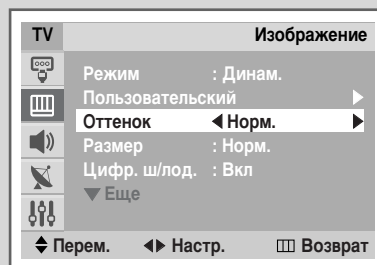 TV Изображение
Режим : Динам.
Пользовательский
Оттенок Норм.
Размер : Норм.
Цифр. ш/под. : Вкл
Еще
Перем. Настр. Возврат